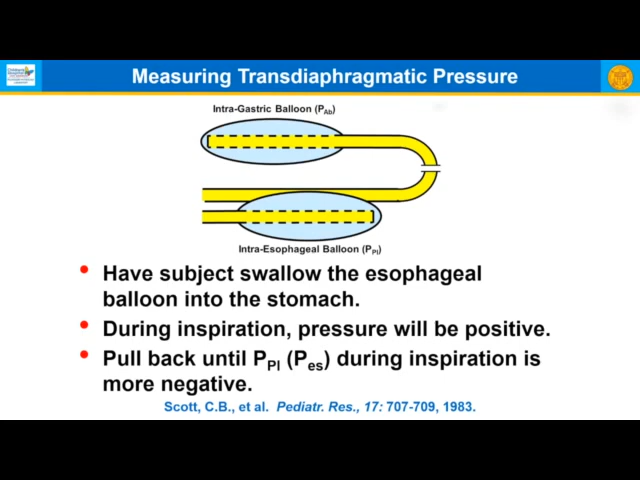 Measuring Transdiaphragmatic Pressure
Intra-Gastric Balloon (PAb)
Intra-Esophageal Balloon (PPl)
• Have subject swallow the esophageal
balloon into the stomach.
• During inspiration, pressure will be positive.
• Pull back until PPl (Pes) during inspiration is
more negative.
Scott, C.B., et al. Pediatr. Res., 17: 707-709, 1983.